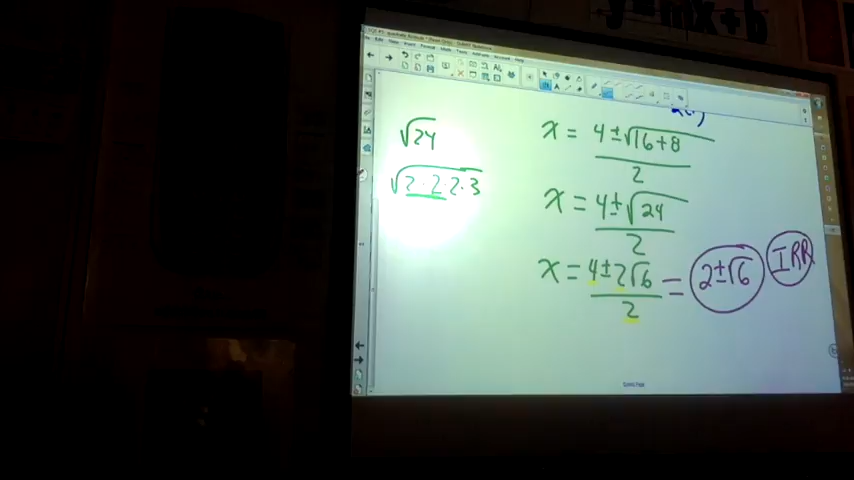 y=mx+b
√24
√2·2·2·3
x = 4±√16+8 / 2
x = 4±√24 / 2
x = 4±2√6 / 2 = 2±√6 IRR